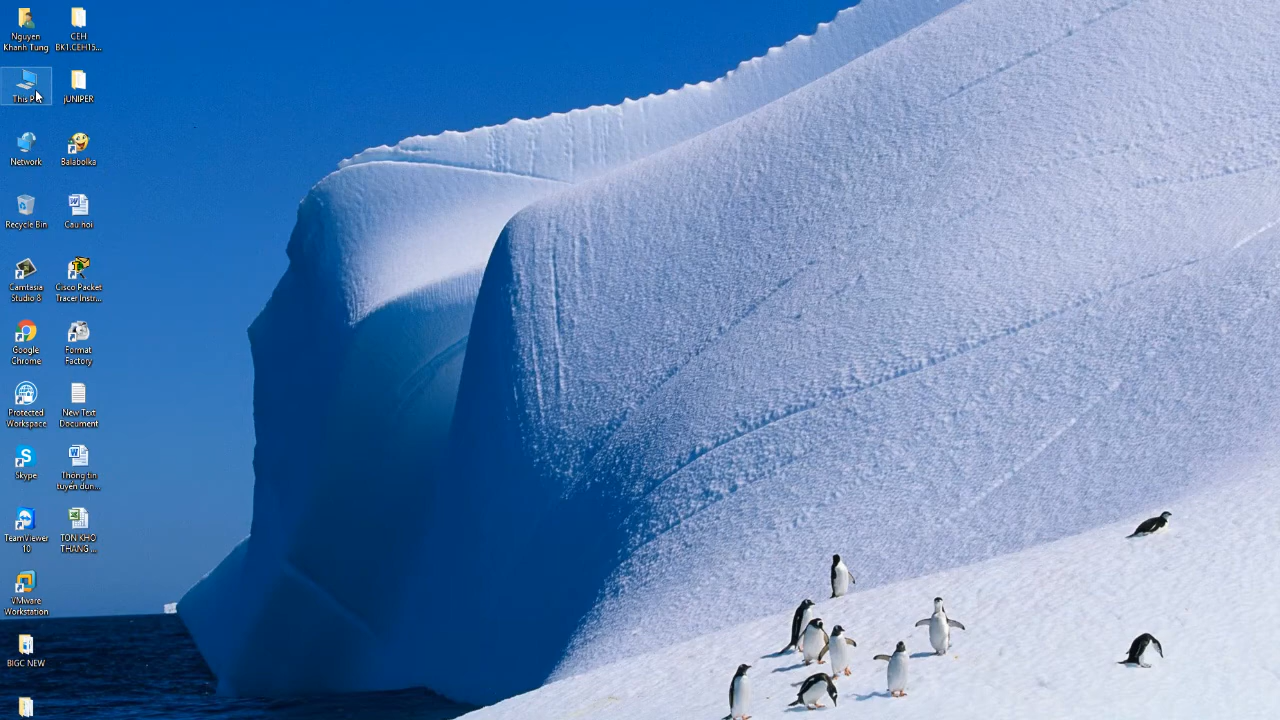 Nguyen
Khanh Tung
CEH
BK1.CEH15...
This
jUNIPER
Network
Balabolka
Recycle Bin
Cau noi
Camtasia
Studio 8
Cisco Packet
Tracer Instr...
Google
Chrome
Format
Factory
Protected
Workspace
New Text
Document
Skype
Thong tin
tuyen dun...
TeamViewer
10
TON KHO
THANG ...
VMware
Workstation
BIGC NEW